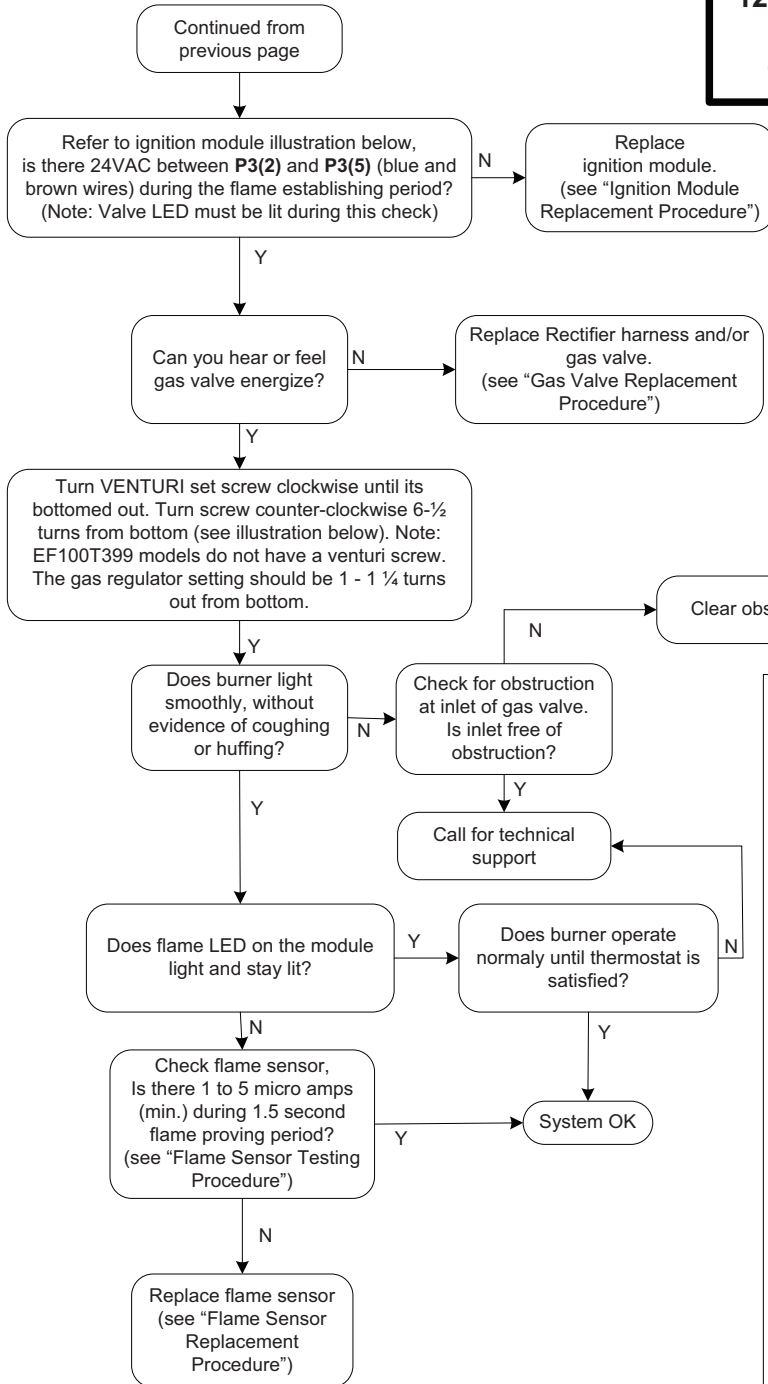 12
Continued from
previous page
Refer to ignition module illustration below,
is there 24VAC between P3(2) and P3(5) (blue and
brown wires) during the flame establishing period?
(Note: Valve LED must be lit during this check)
N
Replace
ignition module.
(see “Ignition Module
Replacement Procedure”)
Y
Can you hear or feel
gas valve energize?
N
Replace Rectifier harness and/or
gas valve.
(see “Gas Valve Replacement
Procedure”)
Y
Turn VENTURI set screw clockwise until its
bottomed out. Turn screw counter-clockwise 6-½
turns from bottom (see illustration below). Note:
EF100T399 models do not have a venturi screw.
The gas regulator setting should be 1 - 1 ¼ turns
out from bottom.
Y
Does burner light
smoothly, without
evidence of coughing
or huffing?
N
Check for obstruction
at inlet of gas valve.
Is inlet free of
obstruction?
N
Clear
Y
Call for technical
support
Y
Does flame LED on the module
light and stay lit?
Y
Does burner operate
normaly until thermostat is
satisfied?
N
Y
System OK
N
Check flame sensor,
Is there 1 to 5 micro amps
(min.) during 1.5 second
flame proving period?
(see “Flame Sensor Testing
Procedure”)
Y
N
Replace flame sensor
(see “Flame Sensor
Replacement
Procedure”)